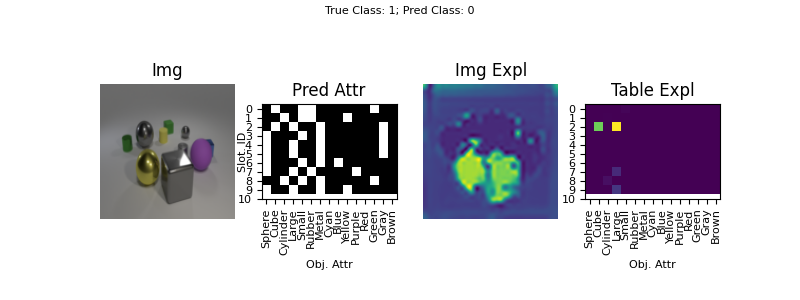 True Class: 1; Pred Class: 0
Img
Pred Attr
Img Expl
Table Expl
Slot. ID
0
1
2
3
4
5
6
7
8
9
10
Sphere
Cube
Cylinder
Large
Small
Rubber
Metal
Cyan
Blue
Yellow
Purple
Red
Green
Gray
Brown
Obj. Attr
0
1
2
3
4
5
6
7
8
9
10
Sphere
Cube
Cylinder
Large
Small
Rubber
Metal
Cyan
Blue
Yellow
Purple
Red
Green
Gray
Brown
Obj. Attr